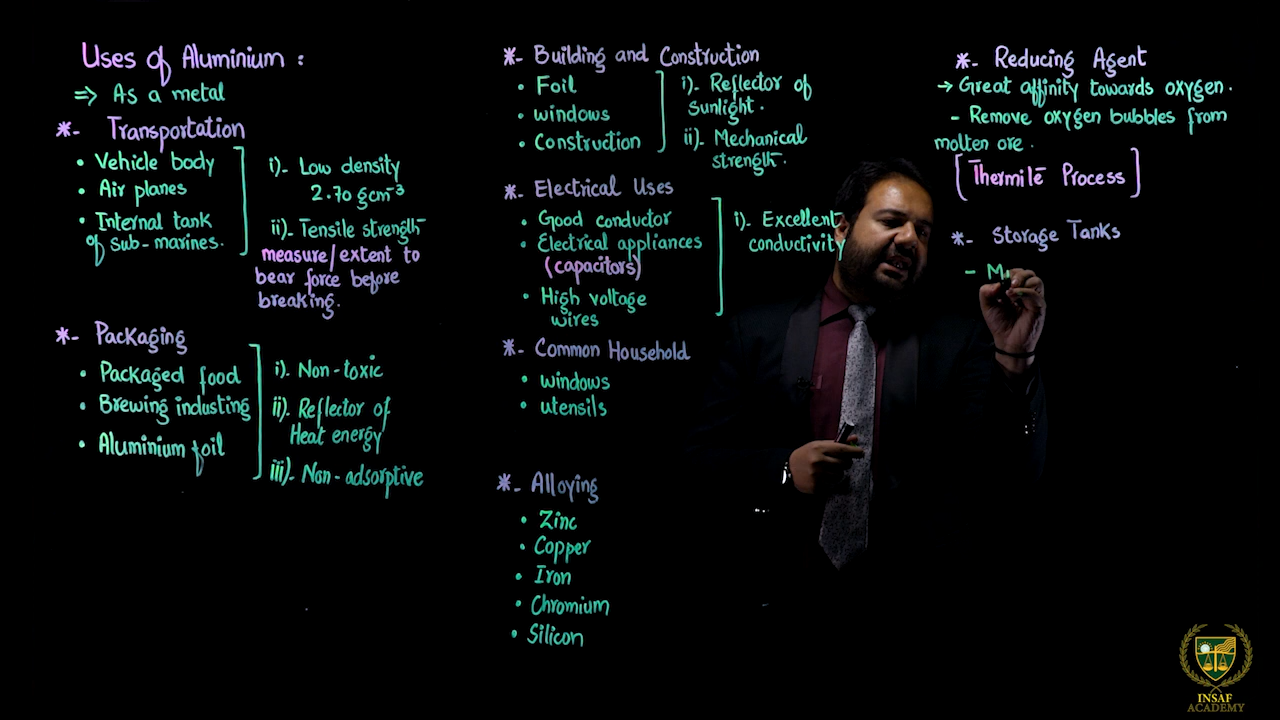 Uses of Aluminium :
⇒ As a metal
*- Transportation
• Vehicle body
• Air planes
• Internal tank
of sub-marines.
i)- Low density
2.70 gcm⁻³
ii)- Tensile strength
measure/extent to
bear force before
breaking.
*- Packaging
• Packaged food
• Brewing industing
• Aluminium foil
i). Non-toxic
ii)- Reflector of
Heat energy
iii)- Non-adsorptive
*- Building and Construction
• Foil
• windows
• Construction
i)- Reflector of
sunlight.
ii)- Mechanical
strength.
*- Electrical Uses
• Good conductor
• Electrical appliances
(capacitors)
• High voltage
wires
i)- Excellent
conductivity
*- Common Household
• windows
• utensils
*- Alloying
• Zinc
• Copper
• Iron
• Chromium
• Silicon
*- Reducing Agent
→ Great affinity towards oxygen.
- Remove oxygen bubbles from
molten ore.
[Thermite Process]
*- Storage Tanks
- M
INSAF
ACADEMY